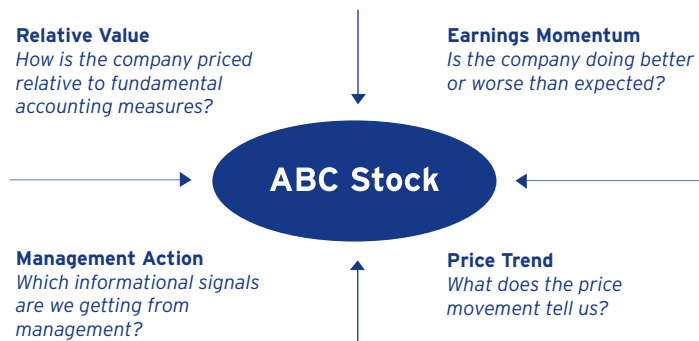 Relative Value
How is the company priced
relative to fundamental
accounting measures?
Earnings Momentum
Is the company doing better
or worse than expected?
ABC Stock
Management Action
Which informational signals
are we getting from
management?
Price Trend
What does the price
movement tell us?